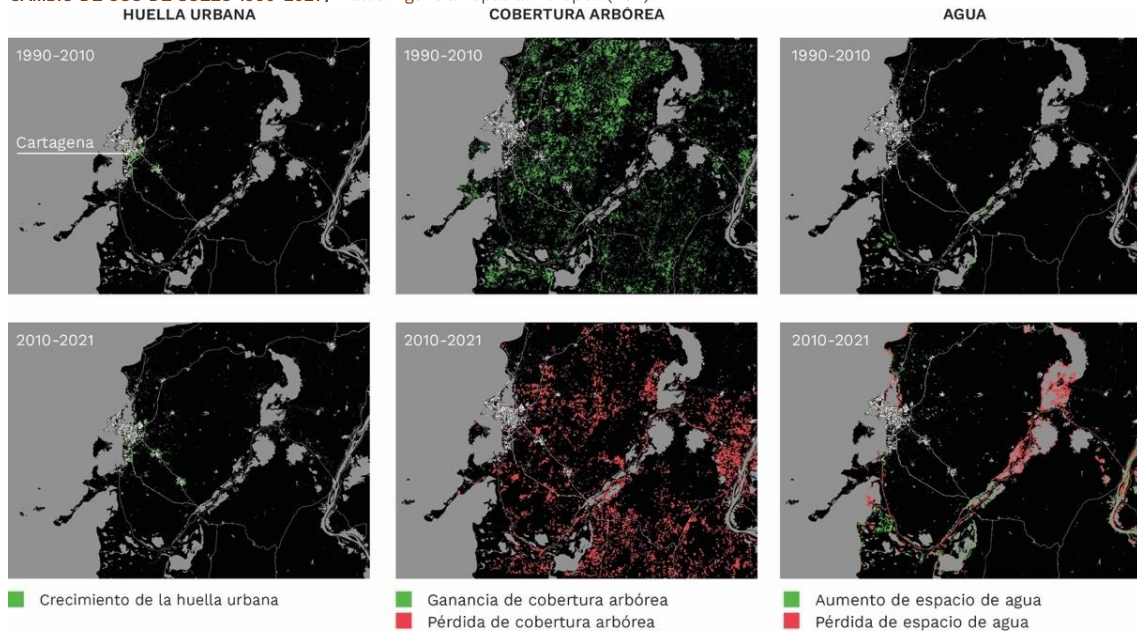 HUELLA URBANA
COBERTURA ARBÓREA
AGUA
1990-2010
1990-2010
1990-2010
Cartagena
2010-2021
2010-2021
2010-2021
Crecimiento de la huella urbana
Ganancia de cobertura arbórea
Aumento de espacio de agua
Pérdida de cobertura arbórea
Pérdida de espacio de agua